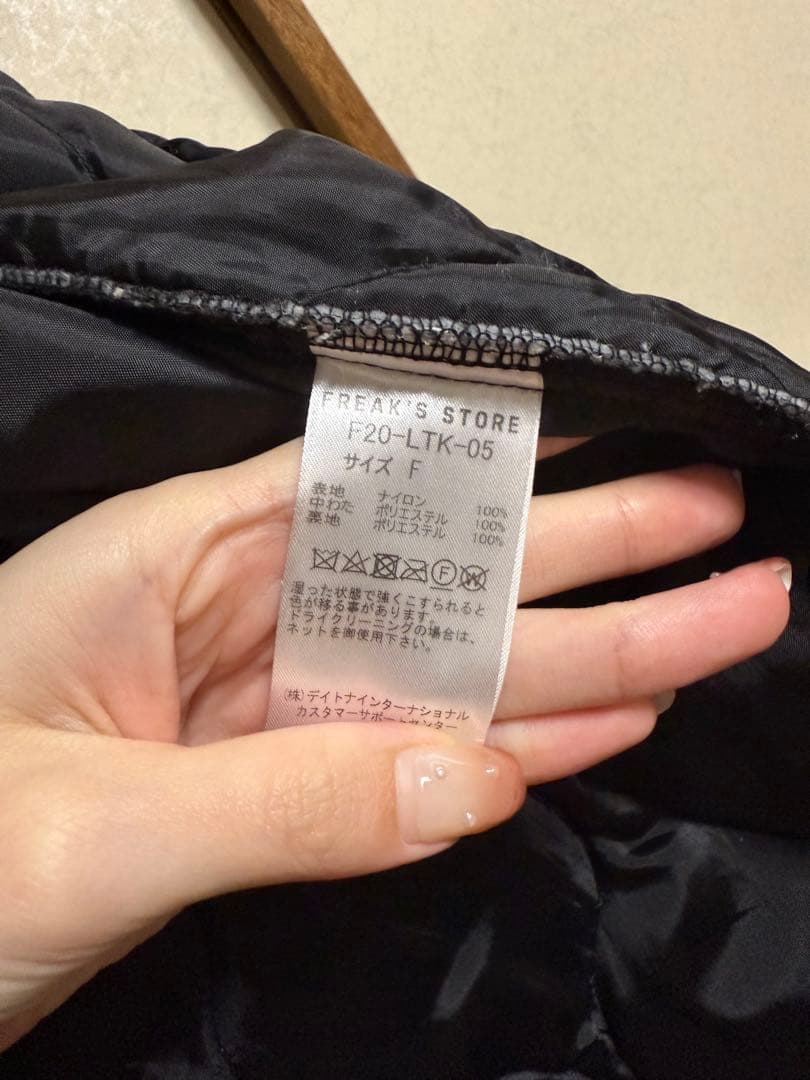 FREAK'S STORE
F20-LTK-05
サイズ F
表地 ナイロン 100%
中わた ポリエステル 100%
裏地 ポリエステル 100%
F W
湿った状態で強くこすられると
色が移る事があります。
ドライクリーニングの場合は、
ネットを御使用下さい。
(株)デイトナインターナショナル
カスタマーサポートセンター